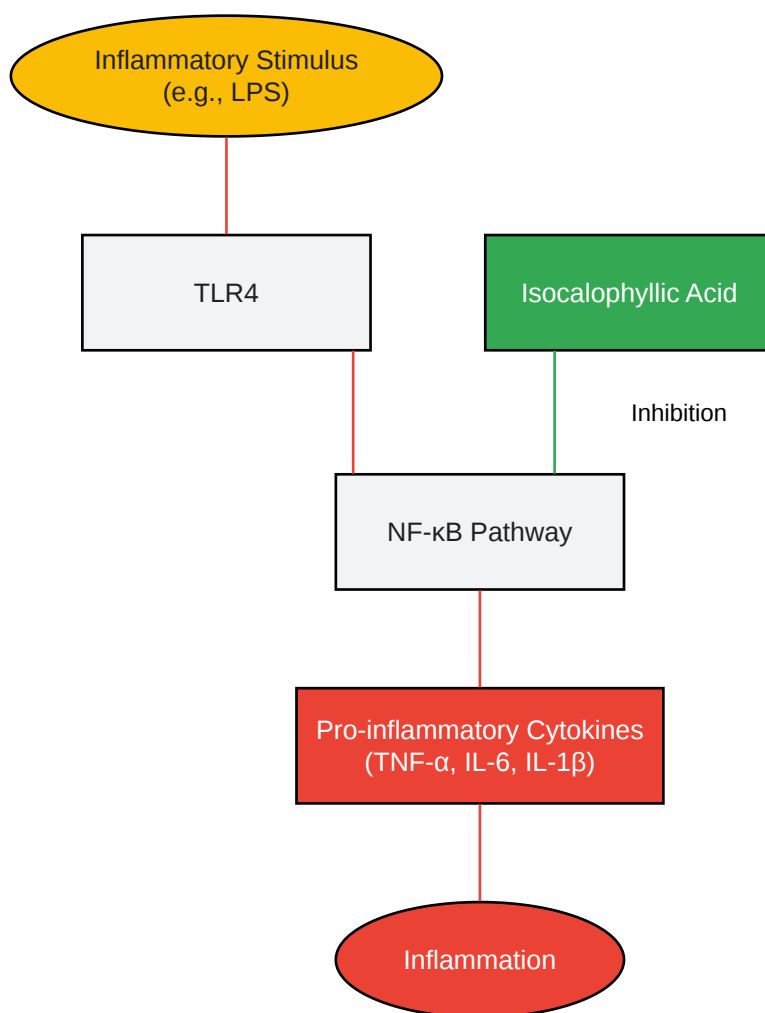 Inflammatory Stimulus
(e.g., LPS)
TLR4
Isocalophyllic Acid
Inhibition
NF-κB Pathway
Pro-inflammatory Cytokines
(TNF-α, IL-6, IL-1β)
Inflammation